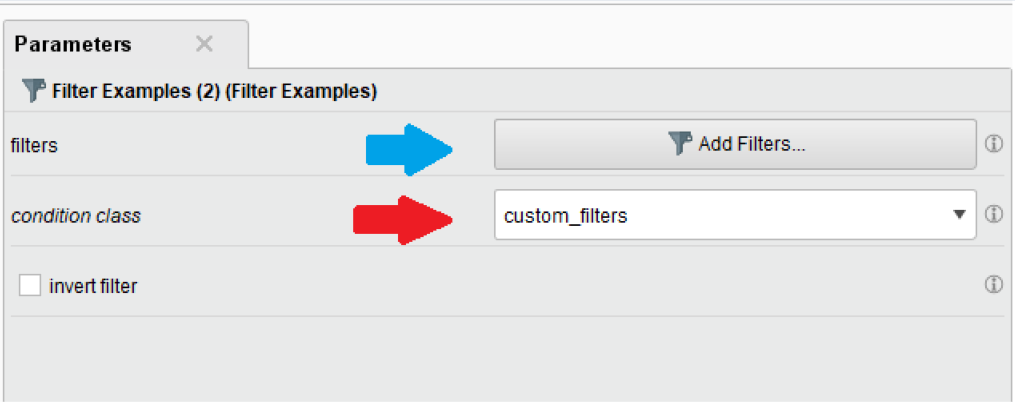 Parameters
Filter Examples (2) (Filter Examples)
filters
Add Filters...
condition class
custom_filters
invert filter